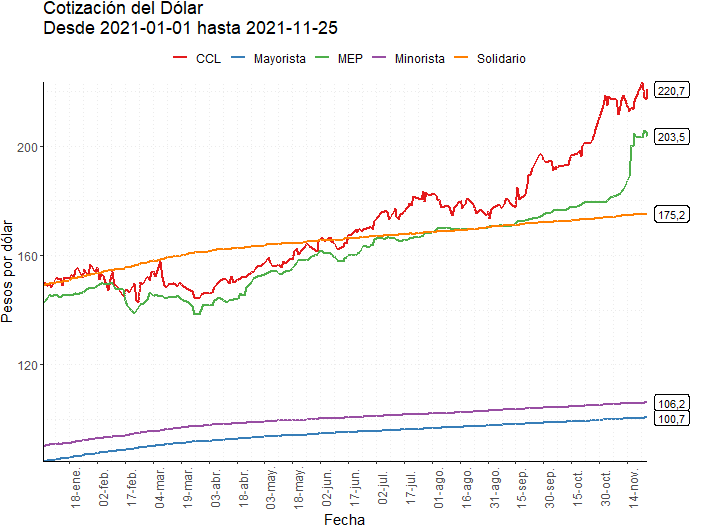 Cotización del Dólar
Desde 2021-01-01 hasta 2021-11-25
CCL Mayorista MEP Minorista Solidario
Pesos por dólar
200
160
120
220,7
203,5
175,2
106,2
100,7
18-ene.
02-feb.
17-feb.
04-mar.
19-mar.
03-abr.
18-abr.
03-may.
18-may.
02-jun.
17-jun.
02-jul.
17-jul.
01-ago.
16-ago.
31-ago.
15-sep.
30-sep.
15-oct.
30-oct.
14-nov.
Fecha